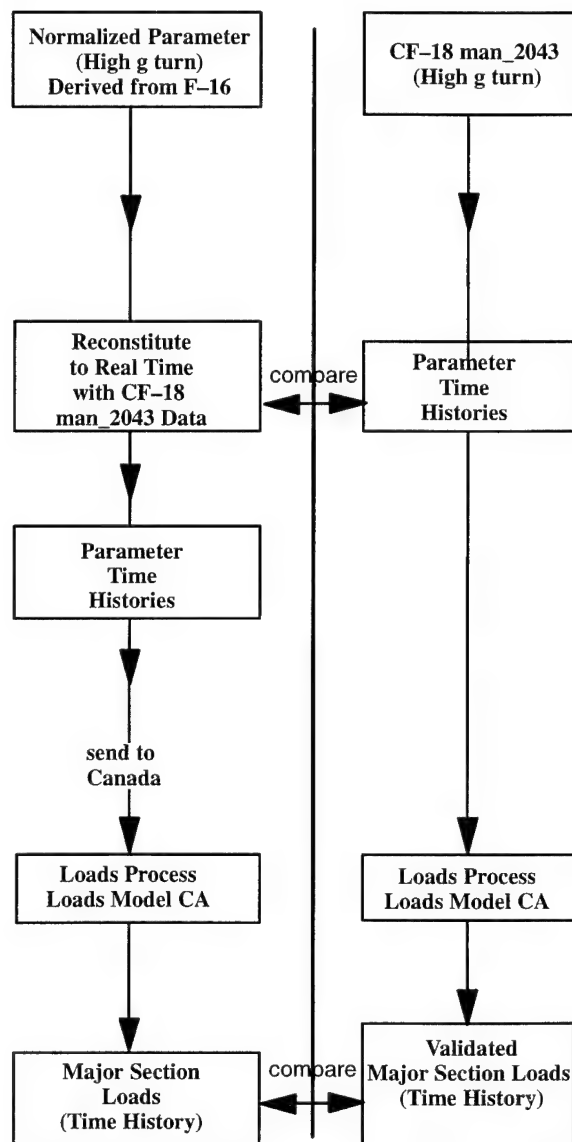 Normalized Parameter
(High g turn)
Derived from F–16
CF–18 man_2043
(High g turn)
Reconstitute
to Real Time
with CF–18
man_2043 Data
compare
Parameter
Time
Histories
Parameter
Time
Histories
send to
Canada
Loads Process
Loads Model CA
Loads Process
Loads Model CA
Major Section
Loads
(Time History)
compare
Validated
Major Section Loads
(Time History)